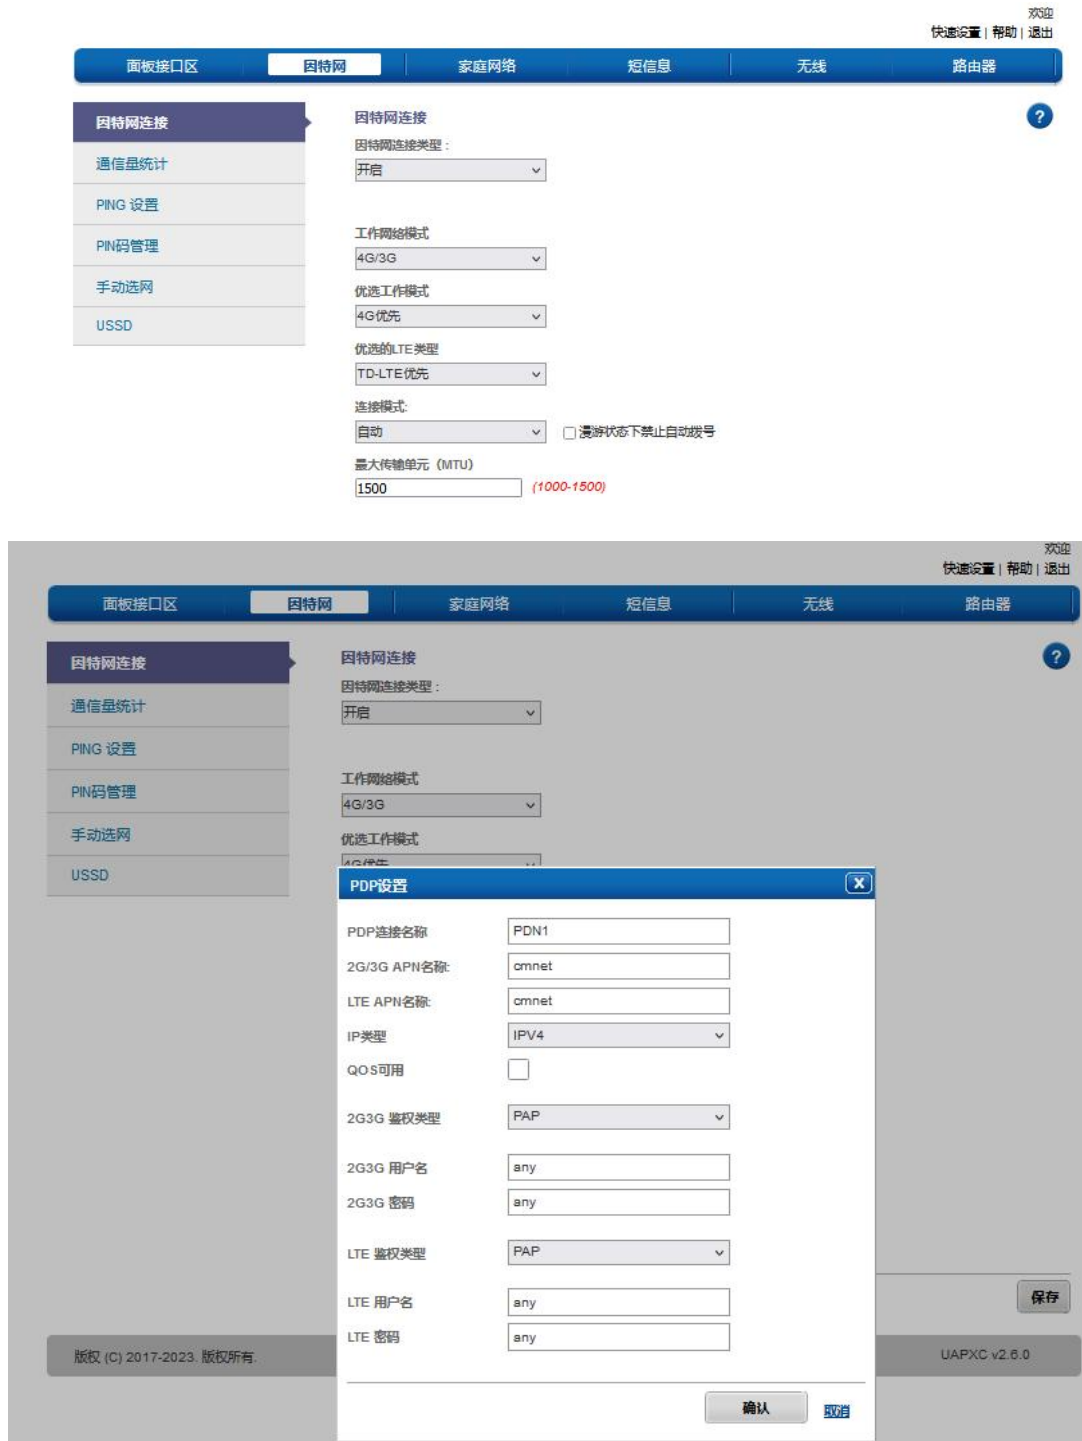 欢迎
快速设置 | 帮助 | 退出
面板接口区 因特网 家庭网络 短信息 无线 路由器
因特网连接
通信量统计
PING 设置
PIN码管理
手动选网
USSD
因特网连接
?
因特网连接类型 :
开启
工作网络模式
4G/3G
优选工作模式
4G优先
优选的LTE类型
TD-LTE优先
连接模式:
自动 漫游状态下禁止自动拨号
最大传输单元（MTU）
1500 (1000-1500)
欢迎
快速设置 | 帮助 | 退出
面板接口区 因特网 家庭网络 短信息 无线 路由器
因特网连接
通信量统计
PING 设置
PIN码管理
手动选网
USSD
因特网连接
?
因特网连接类型 :
开启
工作网络模式
4G/3G
优选工作模式
4G优先
PDP设置 X
PDP连接名称 PDN1
2G/3G APN名称: cmnet
LTE APN名称: cmnet
IP类型 IPV4
QOS可用
2G3G 鉴权类型 PAP
2G3G 用户名 any
2G3G 密码 any
LTE 鉴权类型 PAP
LTE 用户名 any
LTE 密码 any
确认 取消
保存
版权 (C) 2017-2023. 版权所有. UAPXC v2.6.0